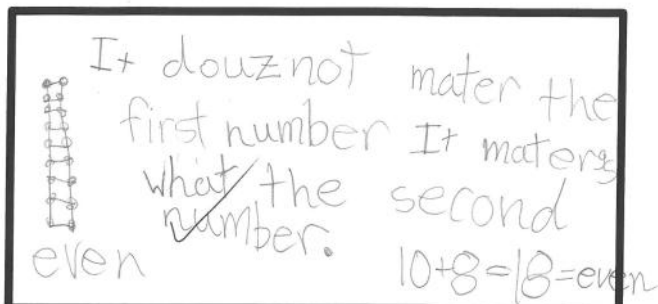 It douz not mater the
first number It maters
what the second
number.
even
10+8=18=even